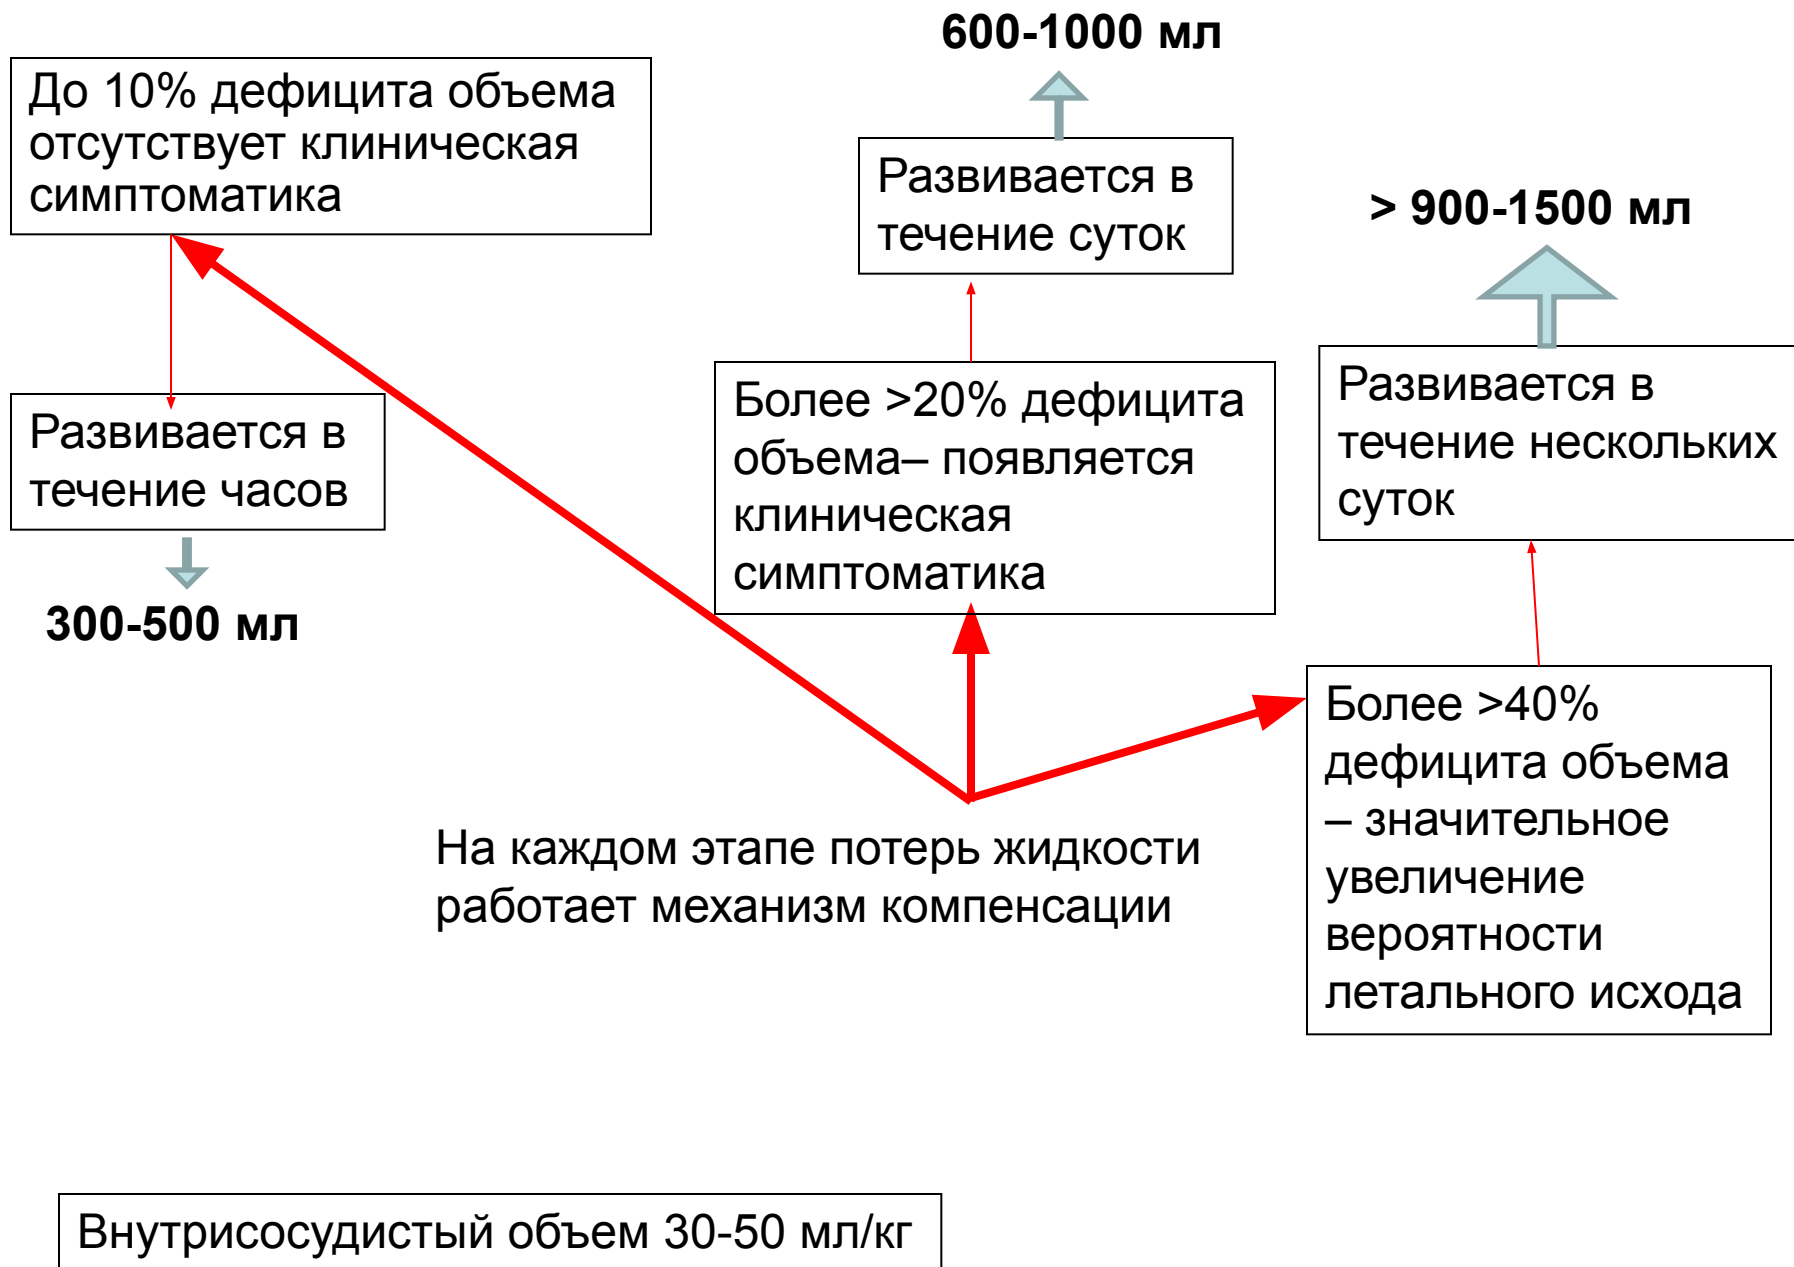 600-1000 мл
До 10% дефицита объема
отсутствует клиническая
симптоматика
Развивается в
течение суток
> 900-1500 мл
Развивается в
течение часов
300-500 мл
Более >20% дефицита
объема– появляется
клиническая
симптоматика
Развивается в
течение нескольких
суток
Более >40%
дефицита объема
– значительное
увеличение
вероятности
летального исхода
На каждом этапе потерь жидкости
работает механизм компенсации
Внутрисосудистый объем 30-50 мл/кг